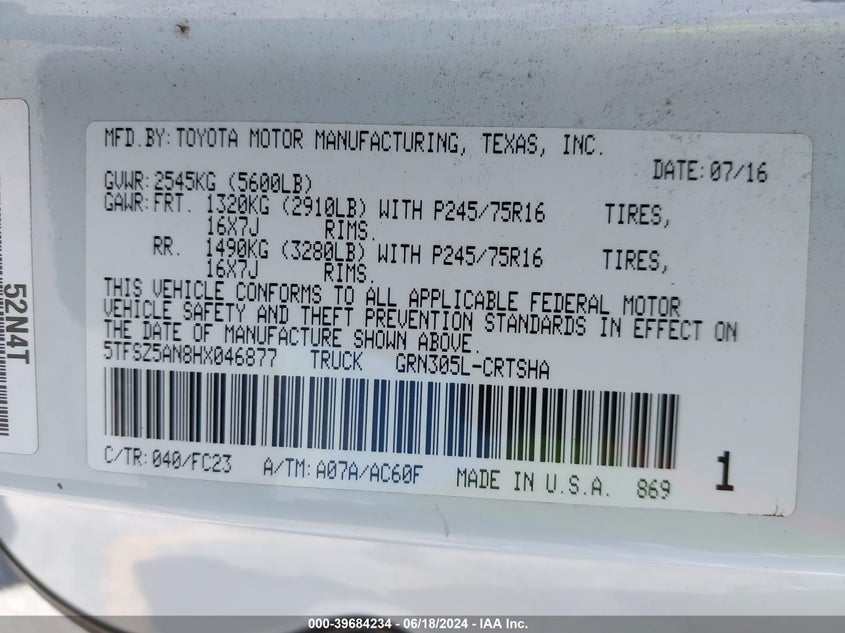 MFD.BY:TOYOTA MOTOR MANUFACTURING, TEXAS, INC.
DATE:07/16
GVWR:2545KG (5600LB)
GAWR:FRT. 1320KG (2910LB) WITH P245/75R16 TIRES,
16X7J RIMS.
RR. 1490KG (3280LB) WITH P245/75R16 TIRES,
16X7J RIMS.
THIS VEHICLE CONFORMS TO ALL APPLICABLE FEDERAL MOTOR
VEHICLE SAFETY AND THEFT PREVENTION STANDARDS IN EFFECT ON
THE DATE OF MANUFACTURE SHOWN ABOVE.
5TFSZ5AN8HX046877 TRUCK GRN305L-CRTSHA
C/TR:040/FC23 A/TM:A07A/AC60F MADE IN U.S.A. 869 1
52N4T
000-39684234 - 06/18/2024 - IAA Inc.